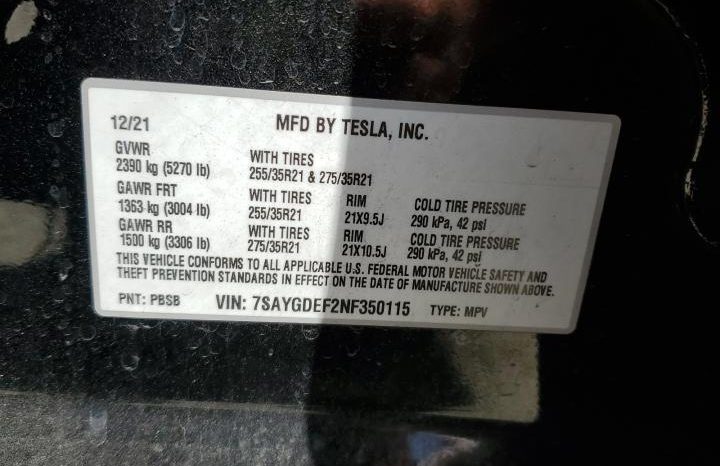 12/21 MFD BY TESLA, INC.
GVWR
2390 kg (5270 lb) WITH TIRES 255/35R21 & 275/35R21
GAWR FRT WITH TIRES RIM COLD TIRE PRESSURE
1363 kg (3004 lb) 255/35R21 21X9.5J 290 kPa, 42 psi
GAWR RR WITH TIRES RIM COLD TIRE PRESSURE
1500 kg (3306 lb) 275/35R21 21X10.5J 290 kPa, 42 psi
THIS VEHICLE CONFORMS TO ALL APPLICABLE U.S. FEDERAL MOTOR VEHICLE SAFETY AND
THEFT PREVENTION STANDARDS IN EFFECT ON THE DATE OF MANUFACTURE SHOWN ABOVE.
PNT: PBSB VIN: 7SAYGDEF2NF350115 TYPE: MPV